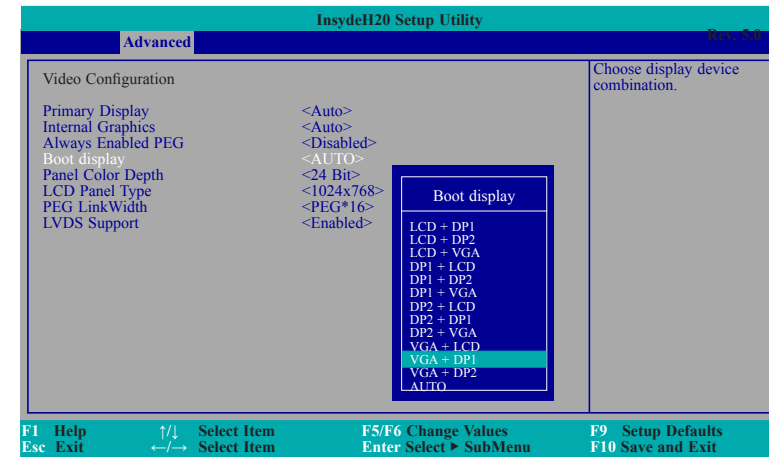 InsydeH20 Setup Utility
Rev. 5.0
Advanced
Video Configuration
Primary Display <Auto>
Internal Graphics <Auto>
Always Enabled PEG <Disabled>
Boot display <AUTO>
Panel Color Depth <24 Bit>
LCD Panel Type <1024x768>
PEG LinkWidth <PEG*16>
LVDS Support <Enabled>
Choose display device
combination.
Boot display
LCD + DP1
LCD + DP2
LCD + VGA
DP1 + LCD
DP1 + DP2
DP1 + VGA
DP2 + LCD
DP2 + DP1
DP2 + VGA
VGA + LCD
VGA + DP1
VGA + DP2
AUTO
F1 Help ↑/↓ Select Item F5/F6 Change Values F9 Setup Defaults
Esc Exit ←/→ Select Item Enter Select ► SubMenu F10 Save and Exit